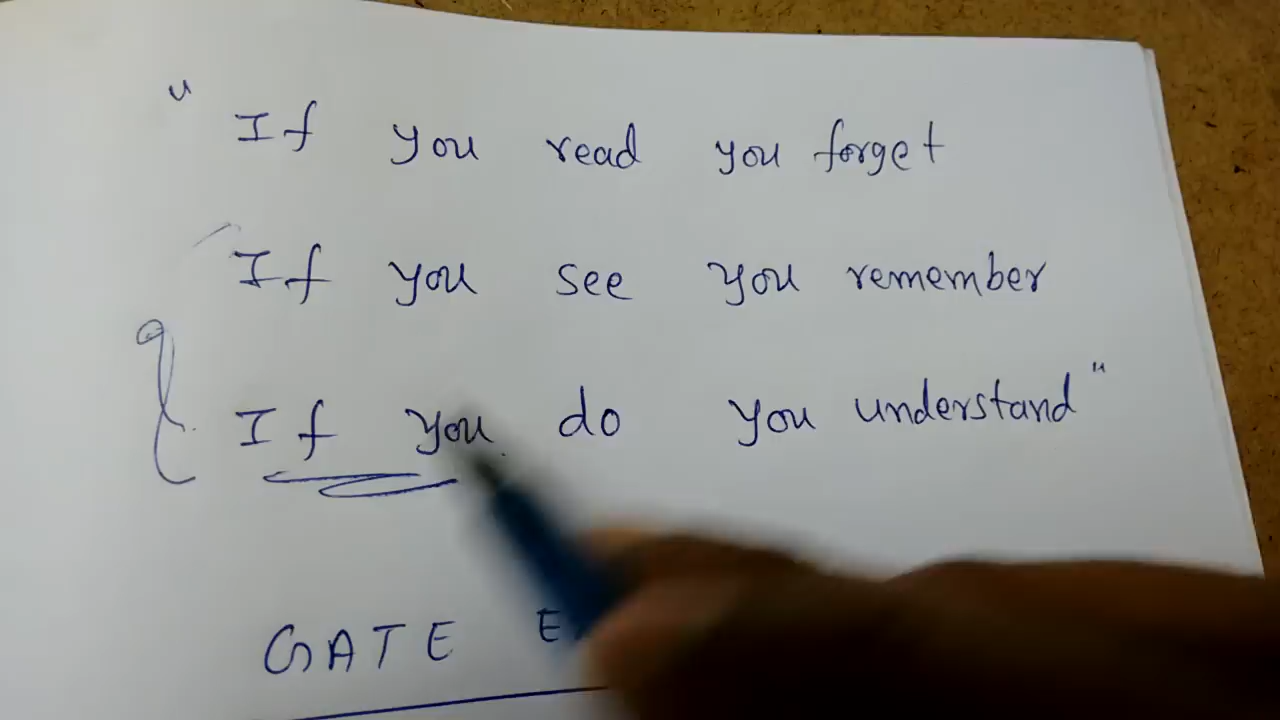 " If you read you forget
If you see you remember
If you do you understand "
GATE